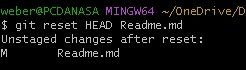 weber@PCDANASA MINGW64 ~/OneDrive/D
$ git reset HEAD Readme.md
Unstaged changes after reset:
M       Readme.md